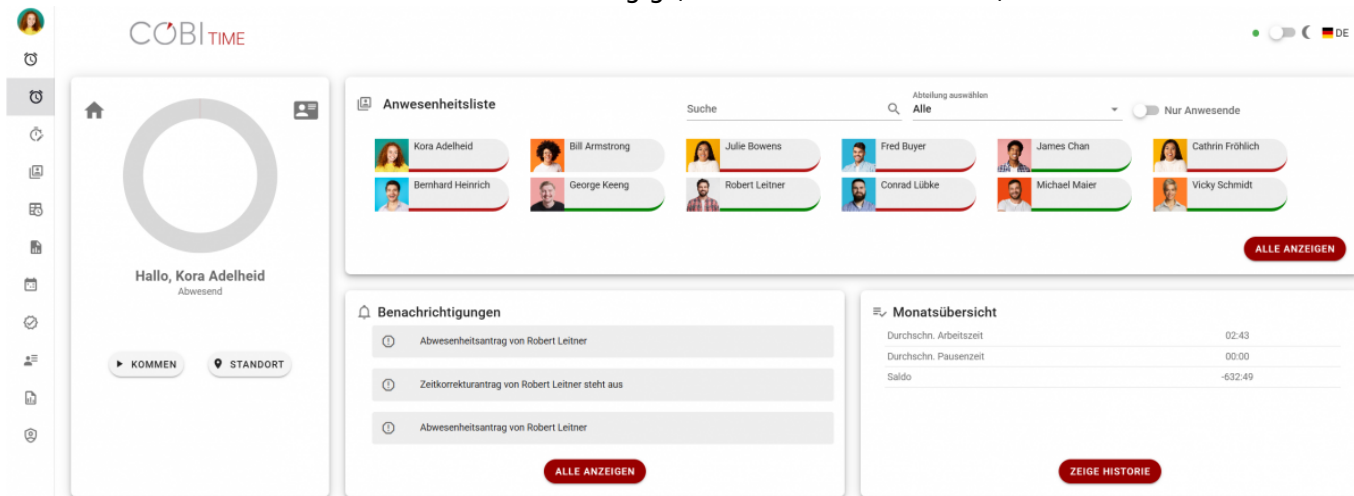 COBI TIME
DE
Hallo, Kora Adelheid
Abwesend
KOMMEN
STANDORT
Anwesenheitsliste
Suche
Abteilung auswählen
Alle
Nur Anwesende
Kora Adelheid
Bill Armstrong
Julie Bowens
Fred Buyer
James Chan
Cathrin Fröhlich
Bernhard Heinrich
George Keeng
Robert Leitner
Conrad Lübke
Michael Maier
Vicky Schmidt
ALLE ANZEIGEN
Benachrichtigungen
Abwesenheitsantrag von Robert Leitner
Zeitkorrekturantrag von Robert Leitner steht aus
Abwesenheitsantrag von Robert Leitner
ALLE ANZEIGEN
Monatsübersicht
Durchschn. Arbeitszeit 02:43
Durchschn. Pausenzeit 00:00
Saldo -632:49
ZEIGE HISTORIE